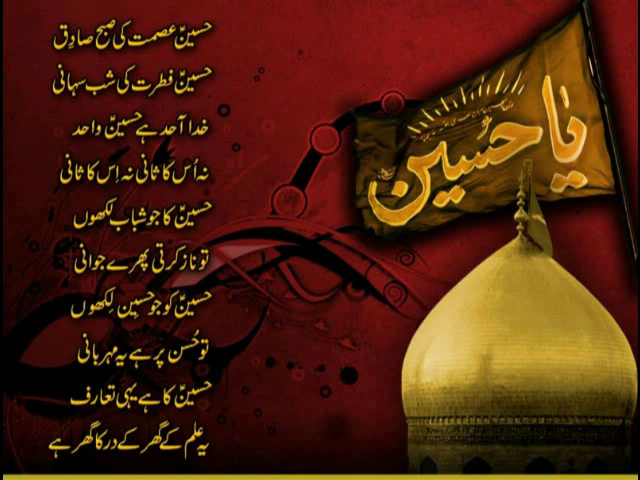 حسینؑ عصمت کی صبح صادق
حسینؑ فطرت کی شب سہانی
خدا آحد ہے حسینؑ واحد
نہ اُس کا ثانی نہ اِس کا ثانی
حسینؑ کا جو شباب لکھوں
تو ناز کرتی پھرے جوانی
حسینؑ کو جو حسین لکھوں
تو حُسن پر ہے یہ مہربانی
حسینؑ کا ہے یہی تعارف
یہ علم کے گھر کے در کا گھر ہے
یا حسین